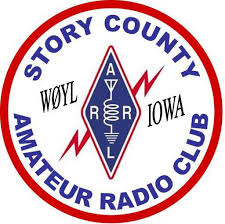 STORY COUNTY
WØYL
IOWA
A
R R
L
AMATEUR RADIO CLUB